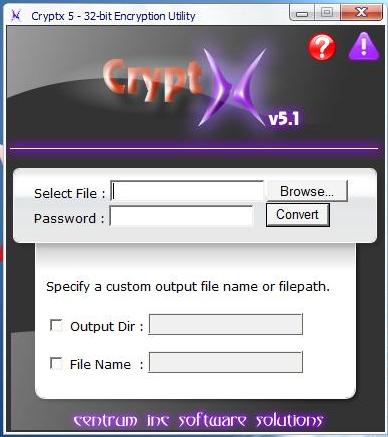 Cryptx 5 - 32-bit Encryption Utility
Crypt X
v5.1
Select File :
Browse...
Password :
Convert
Specify a custom output file name or filepath.
Output Dir :
File Name :
centrum inc software solutions